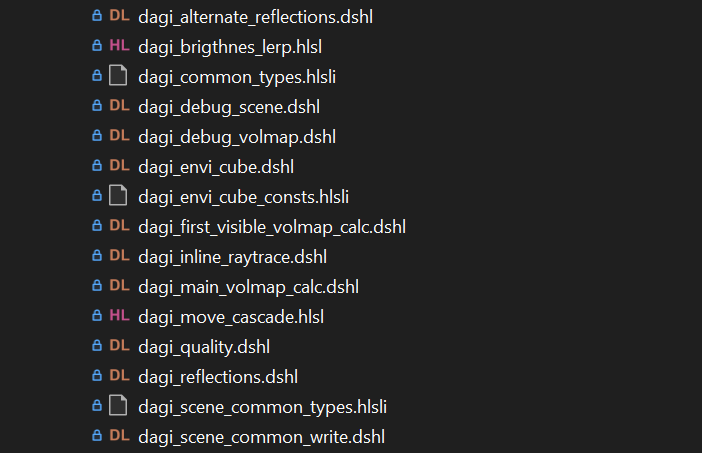 DL dagi_alternate_reflections.dshl
HL dagi_brigthnes_lerp.hlsl
dagi_common_types.hlsli
DL dagi_debug_scene.dshl
DL dagi_debug_volmap.dshl
DL dagi_envi_cube.dshl
dagi_envi_cube_consts.hlsli
DL dagi_first_visible_volmap_calc.dshl
DL dagi_inline_raytrace.dshl
DL dagi_main_volmap_calc.dshl
HL dagi_move_cascade.hlsl
DL dagi_quality.dshl
DL dagi_reflections.dshl
dagi_scene_common_types.hlsli
DL dagi_scene_common_write.dshl